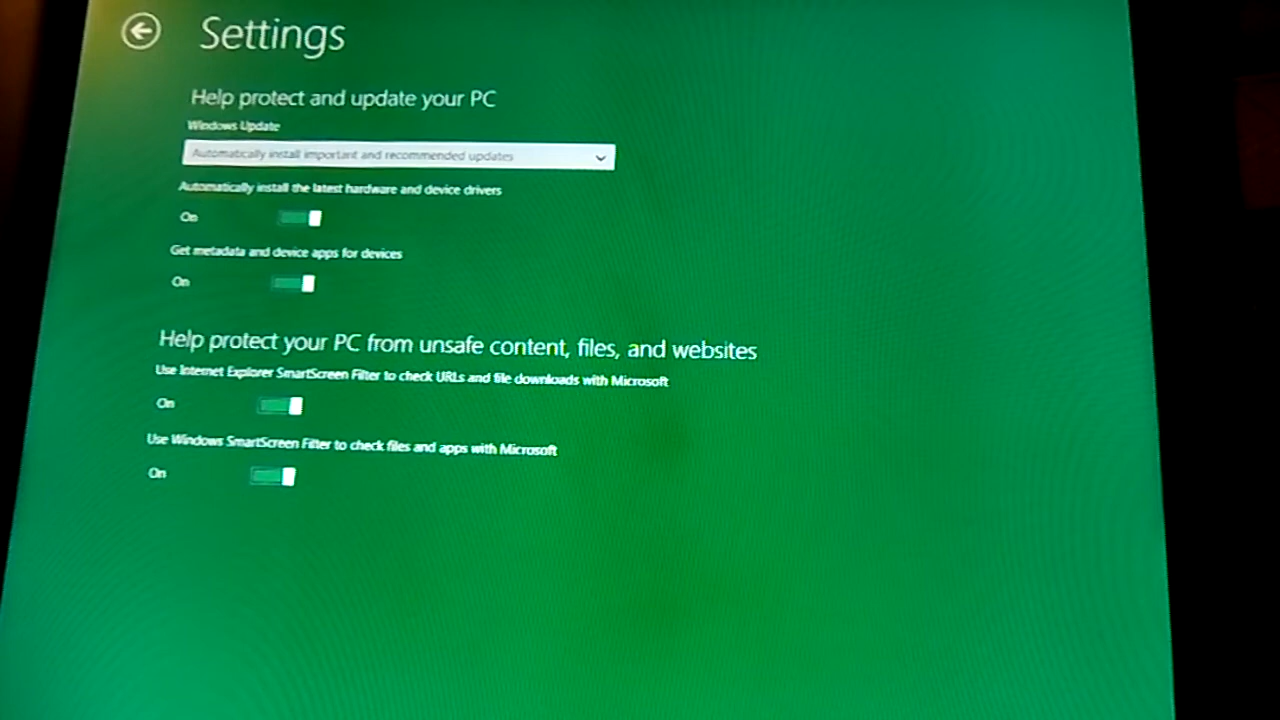 Settings
Help protect and update your PC
Windows Update
Automatically install important and recommended updates
Automatically install the latest hardware and device drivers
On
Get metadata and device apps for devices
On
Help protect your PC from unsafe content, files, and websites
Use Internet Explorer SmartScreen Filter to check URLs and file downloads with Microsoft
On
Use Windows SmartScreen Filter to check files and apps with Microsoft
On